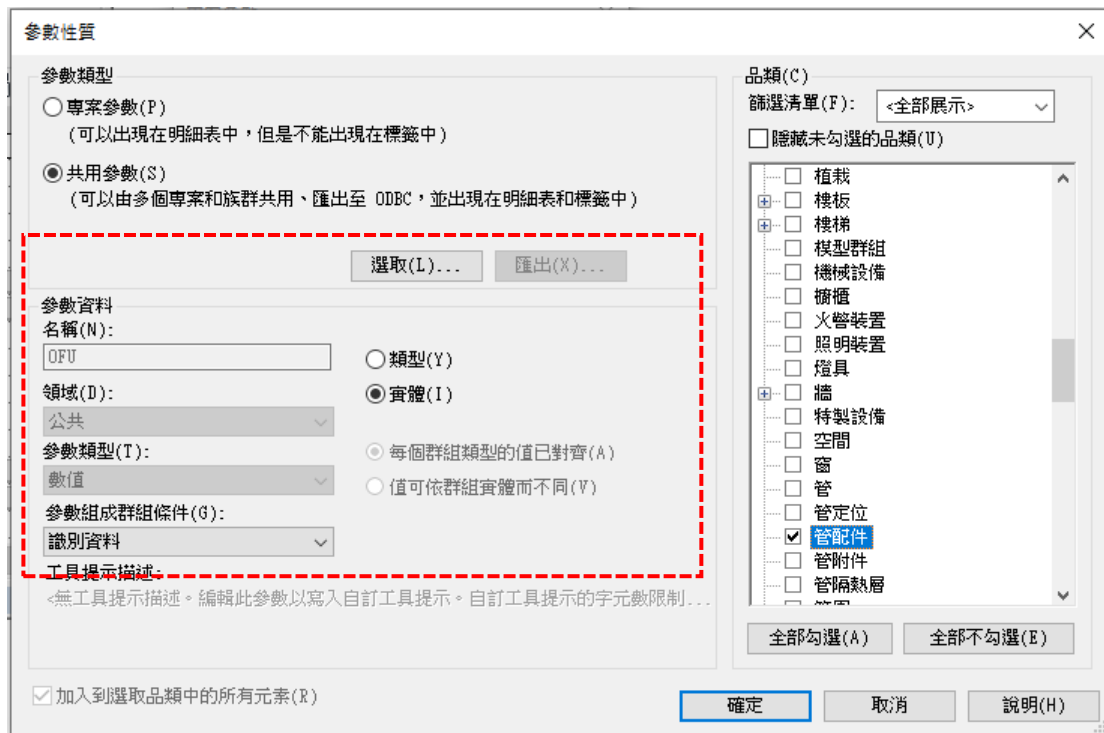 參數性質
參數類型
專案參數(P)
(可以出現在明細表中，但是不能出現在標籤中)
共用參數(S)
(可以由多個專案和族群共用、匯出至 ODBC，並出現在明細表和標籤中)
選取(L)...
匯出(X)...
參數資料
名稱(N):
OFU
類型(Y)
領域(D):
實體(I)
公共
參數類型(T):
每個群組類型的值已對齊(A)
數值
值可依群組實體而不同(V)
參數組成群組條件(G):
識別資料
工具提示描述:
<無工具提示描述。編輯此參數以寫入自訂工具提示。自訂工具提示的字元數限制...
加入到選取品類中的所有元素(R)
品類(C)
篩選清單(F):
<全部展示>
隱藏未勾選的品類(U)
植栽
樓板
樓梯
模型群組
機械設備
櫥櫃
火警裝置
照明裝置
燈具
牆
特製設備
空間
窗
管
管定位
管配件
管附件
管隔熱層
全部勾選(A)
全部不勾選(E)
確定
取消
說明(H)